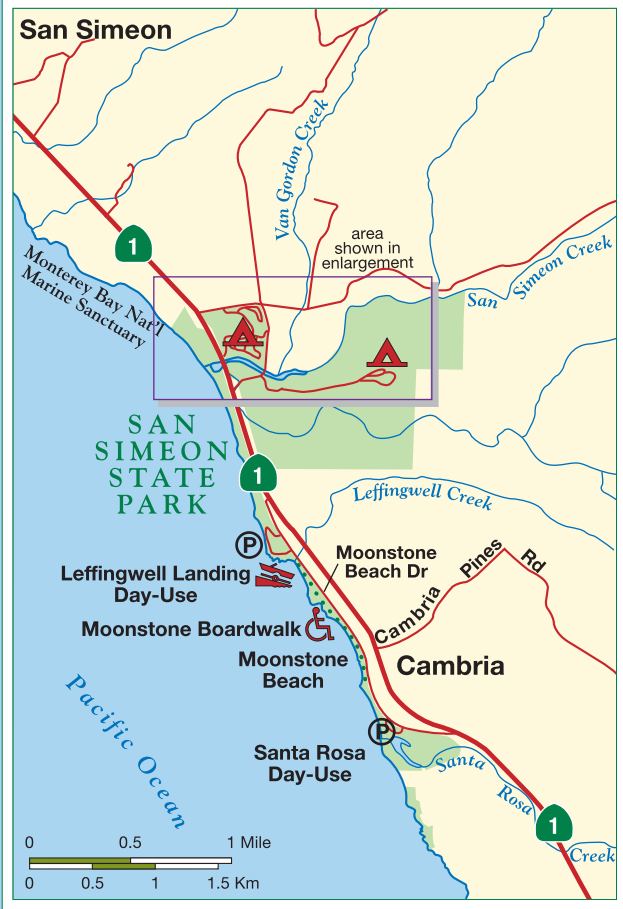 San Simeon
Van Gordon Creek
area
shown in
enlargement
San Simeon Creek
1
Monterey Bay Nat'l
Marine Sanctuary
SAN
SIMEON
STATE
PARK
1
Leffingwell Creek
P
Moonstone
Beach Dr
Cambria Pines Rd
Leffingwell Landing
Day-Use
Moonstone Boardwalk
Moonstone
Beach
Cambria
P
Santa Rosa
Day-Use
Santa Rosa Creek
Pacific Ocean
1
0 0.5 1 Mile
0 0.5 1 1.5 Km